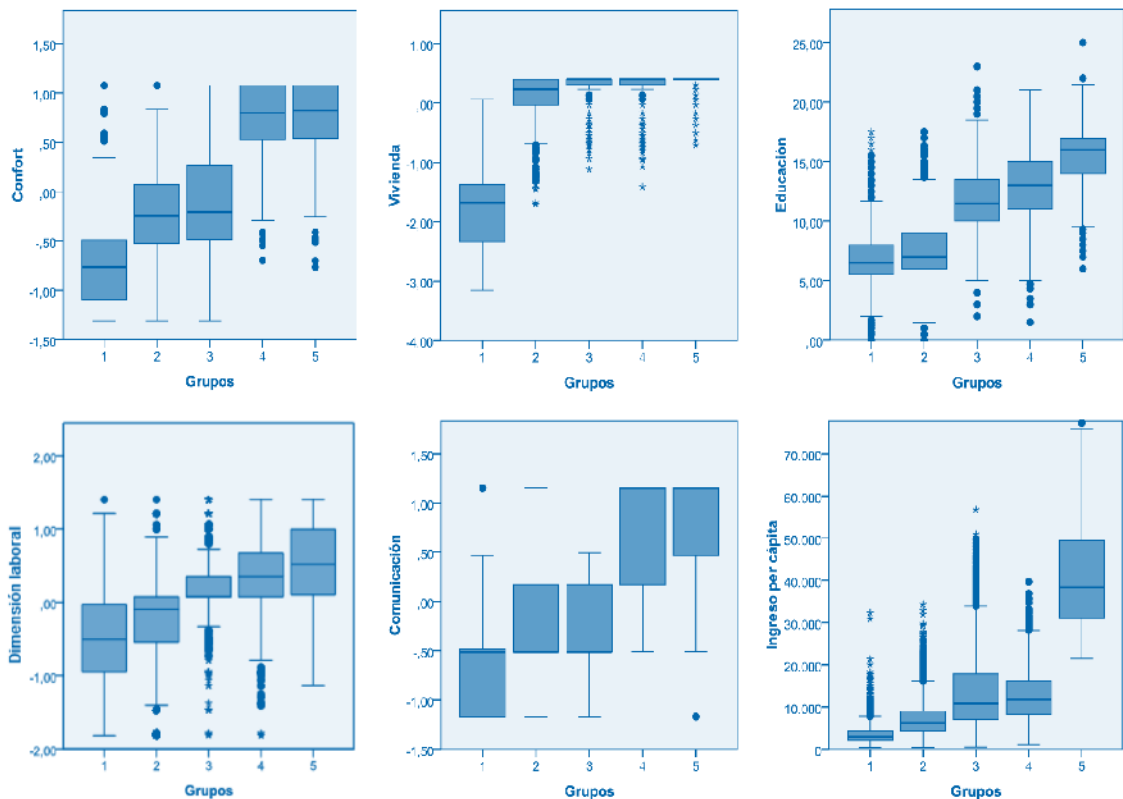 1,50
1,00
,50
,00
-,50
-1,00
-1,50
Confort
1 2 3 4 5
Grupos
1.00
,00
-1.00
-2.00
-3.00
-4.00
Vivienda
1 2 3 4 5
Grupos
25,00
20,00
15,00
10,00
5,00
,00
Educación
1 2 3 4 5
Grupos
2,00
1,00
,00
-1,00
-2,00
Dimensión laboral
1 2 3 4 5
Grupos
1,50
1,00
,50
,00
-,50
-1,00
-1,50
Comunicación
1 2 3 4 5
Grupos
70.000
60.000
50.000
40.000
30.000
20.000
10.000
0
Ingreso per cápita
1 2 3 4 5
Grupos